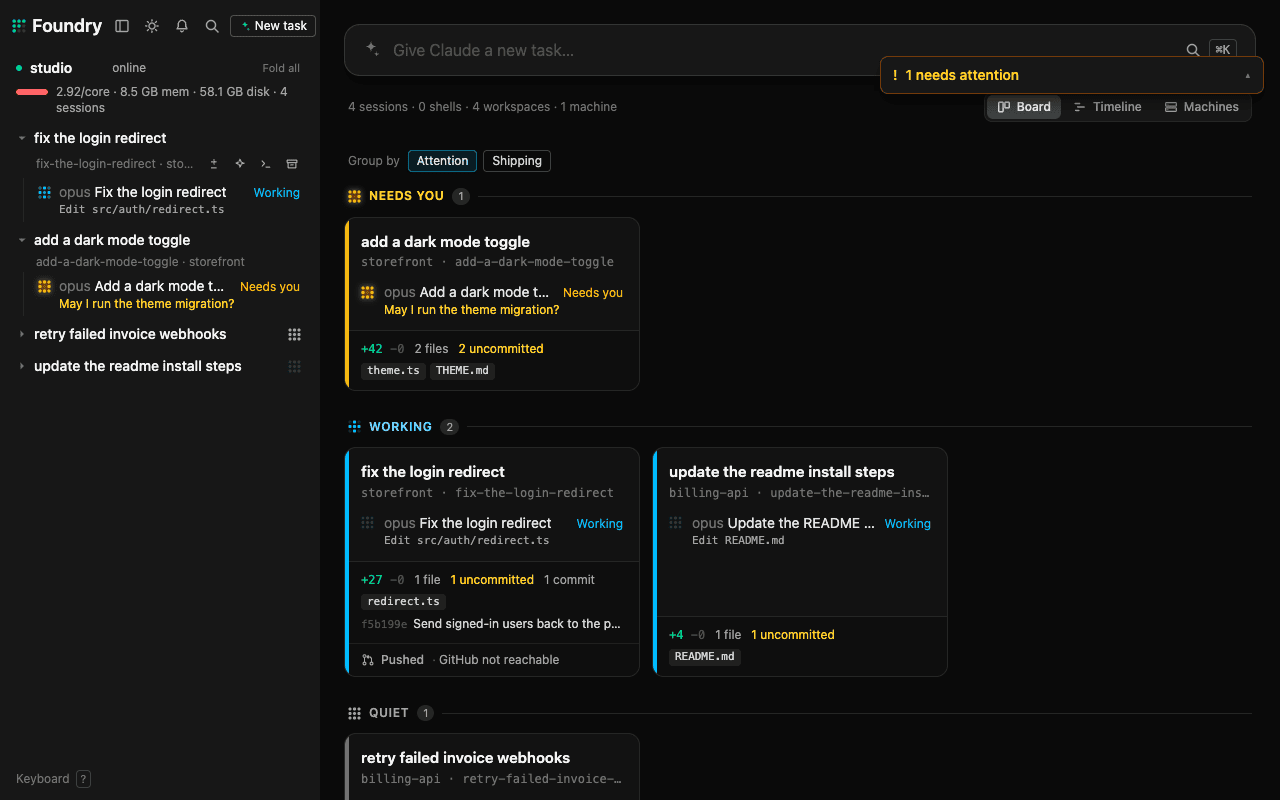 Foundry
New task
studio online Fold all
2.92/core · 8.5 GB mem · 58.1 GB disk · 4
sessions
fix the login redirect
fix-the-login-redirect · sto...
opus Fix the login redirect Working
Edit src/auth/redirect.ts
add a dark mode toggle
add-a-dark-mode-toggle · storefront
opus Add a dark mode t... Needs you
May I run the theme migration?
retry failed invoice webhooks
update the readme install steps
Keyboard ?
Give Claude a new task... ⌘K
! 1 needs attention
4 sessions · 0 shells · 4 workspaces · 1 machine
Board Timeline Machines
Group by Attention Shipping
NEEDS YOU 1
add a dark mode toggle
storefront · add-a-dark-mode-toggle
opus Add a dark mode t... Needs you
May I run the theme migration?
+42 −0 2 files 2 uncommitted
theme.ts THEME.md
WORKING 2
fix the login redirect
storefront · fix-the-login-redirect
opus Fix the login redirect Working
Edit src/auth/redirect.ts
+27 −0 1 file 1 uncommitted 1 commit
redirect.ts
f5b199e Send signed-in users back to the p...
Pushed · GitHub not reachable
update the readme install steps
billing-api · update-the-readme-ins...
opus Update the README ... Working
Edit README.md
+4 −0 1 file 1 uncommitted
README.md
QUIET 1
retry failed invoice webhooks
billing-api · retry-failed-invoice-...